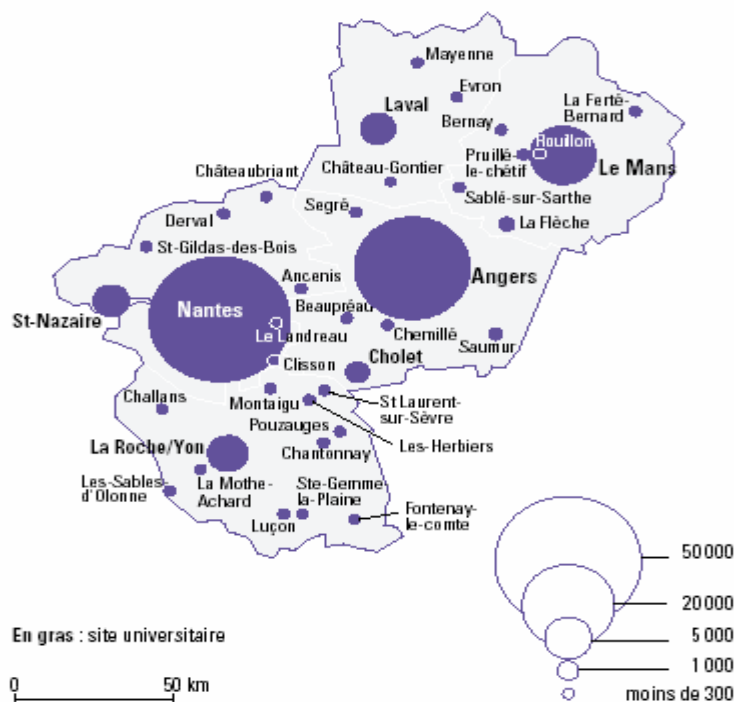 Mayenne
Evron
Laval
La Ferté-
Bernard
Bernay
Rouillon
Pruillé-
le-chétif
Le Mans
Châteaubriant
Château-Gontier
Sablé-sur-Sarthe
Segré
La Flèche
Derval
St-Gildas-des-Bois
Ancenis
Angers
Nantes
Beaupréau
St-Nazaire
Le Landreau
Chemillé
Saumur
Cholet
Clisson
Challans
Montaigu
St Laurent-
sur-Sèvre
Pouzauges
Les-Herbiers
La Roche/Yon
Chantonnay
Les-Sables-
d'Olonne
La Mothe-
Achard
Ste-Gemme
la-Plaine
Luçon
Fontenay-
le-comte
50 000
20 000
5 000
1 000
moins de 300
En gras : site universitaire
0 50 km